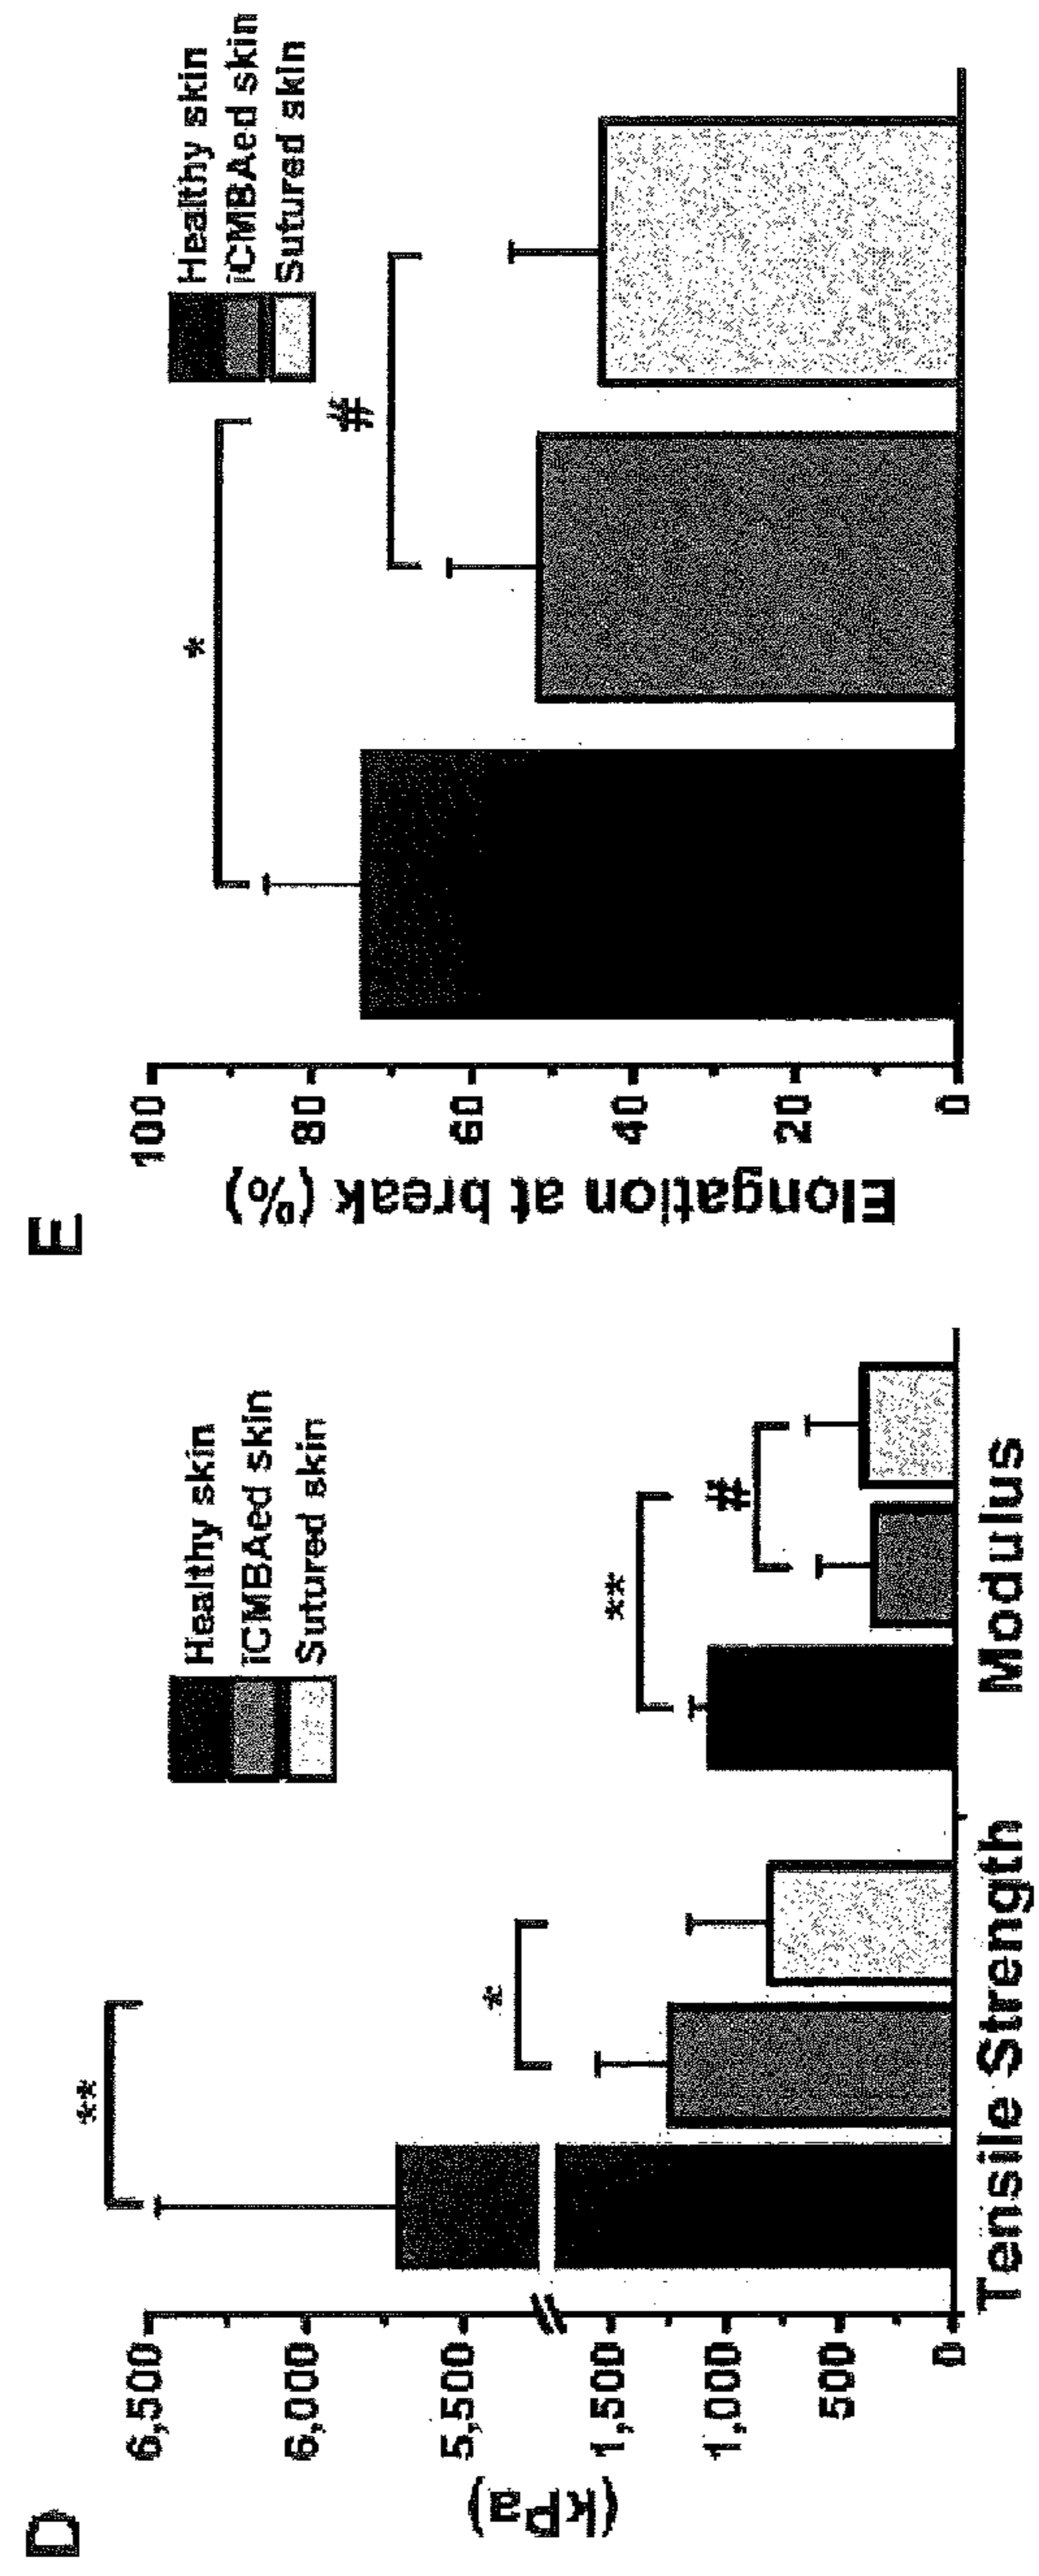 D
(kPa)
6,500
6,000
5,500
1,500
1,000
500
0
**
*
**
#
Healthy skin
iCMBAed skin
Sutured skin
Tensile Strength
Modulus
E
Elongation at break (%)
100
80
60
40
20
0
*
#
Healthy skin
iCMBAed skin
Sutured skin